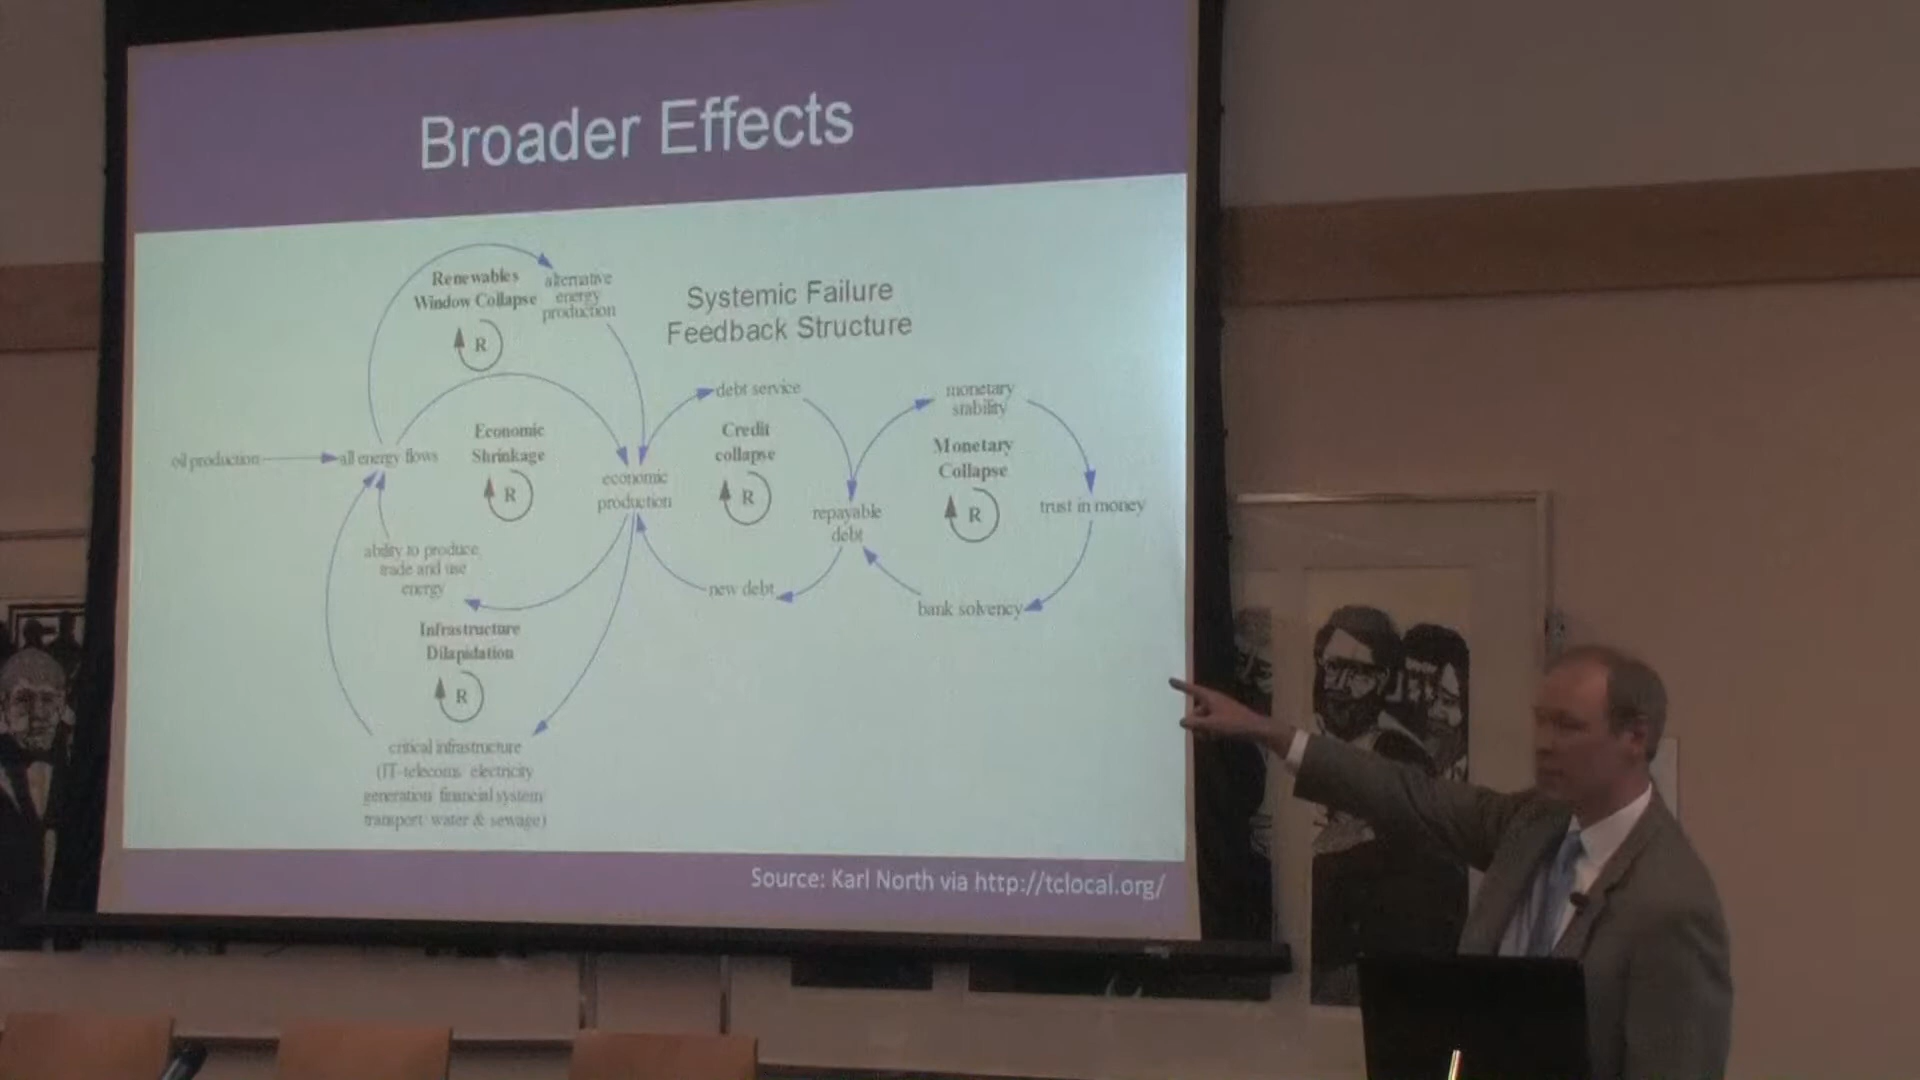 Broader Effects
Renewables
Window Collapse
R
alternative
energy
production
Systemic Failure
Feedback Structure
oil production
all energy flows
Economic
Shrinkage
R
economic
production
debt service
Credit
collapse
R
repayable
debt
new debt
monetary
stability
Monetary
Collapse
R
trust in money
bank solvency
ability to produce
trade and use
energy
Infrastructure
Dilapidation
R
critical infrastructure
(IT-telecoms electricity
generation financial system
transport water & sewage)
Source: Karl North via http://tclocal.org/